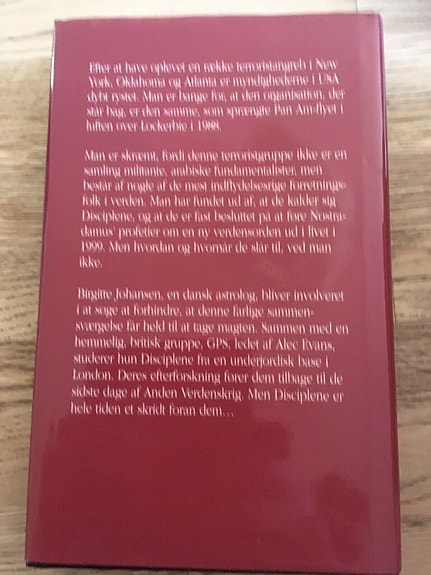 Efter at have oplevet en række terroristangreb i New
York, Oklahoma og Atlanta er myndighederne i USA
dybt rystet. Man er bange for, at den organisation, der
står bag, er den samme, som sprængte Pan Am-flyet i
luften over Lockerbie i 1988.
Man er skræmt, fordi denne terroristgruppe ikke er en
samling militante, arabiske fundamentalister, men
består af nogle af de mest indflydelsesrige forretnings-
folk i verden. Man har fundet ud af, at de kalder sig
Disciplene, og at de er fast besluttet på at føre Nostra-
damus' profetier om en ny verdensorden ud i livet i
1999. Men hvordan og hvornår de slår til, ved man
ikke.
Birgitte Johansen, en dansk astrolog, bliver involveret
i at søge at forhindre, at denne farlige sammen-
sværgelse får held til at tage magten. Sammen med en
hemmelig, britisk gruppe, GPS, ledet af Alec Evans,
studerer hun Disciplene fra en underjordisk base i
London. Deres efterforskning fører dem tilbage til de
sidste dage af Anden Verdenskrig. Men Disciplene er
hele tiden et skridt foran dem…